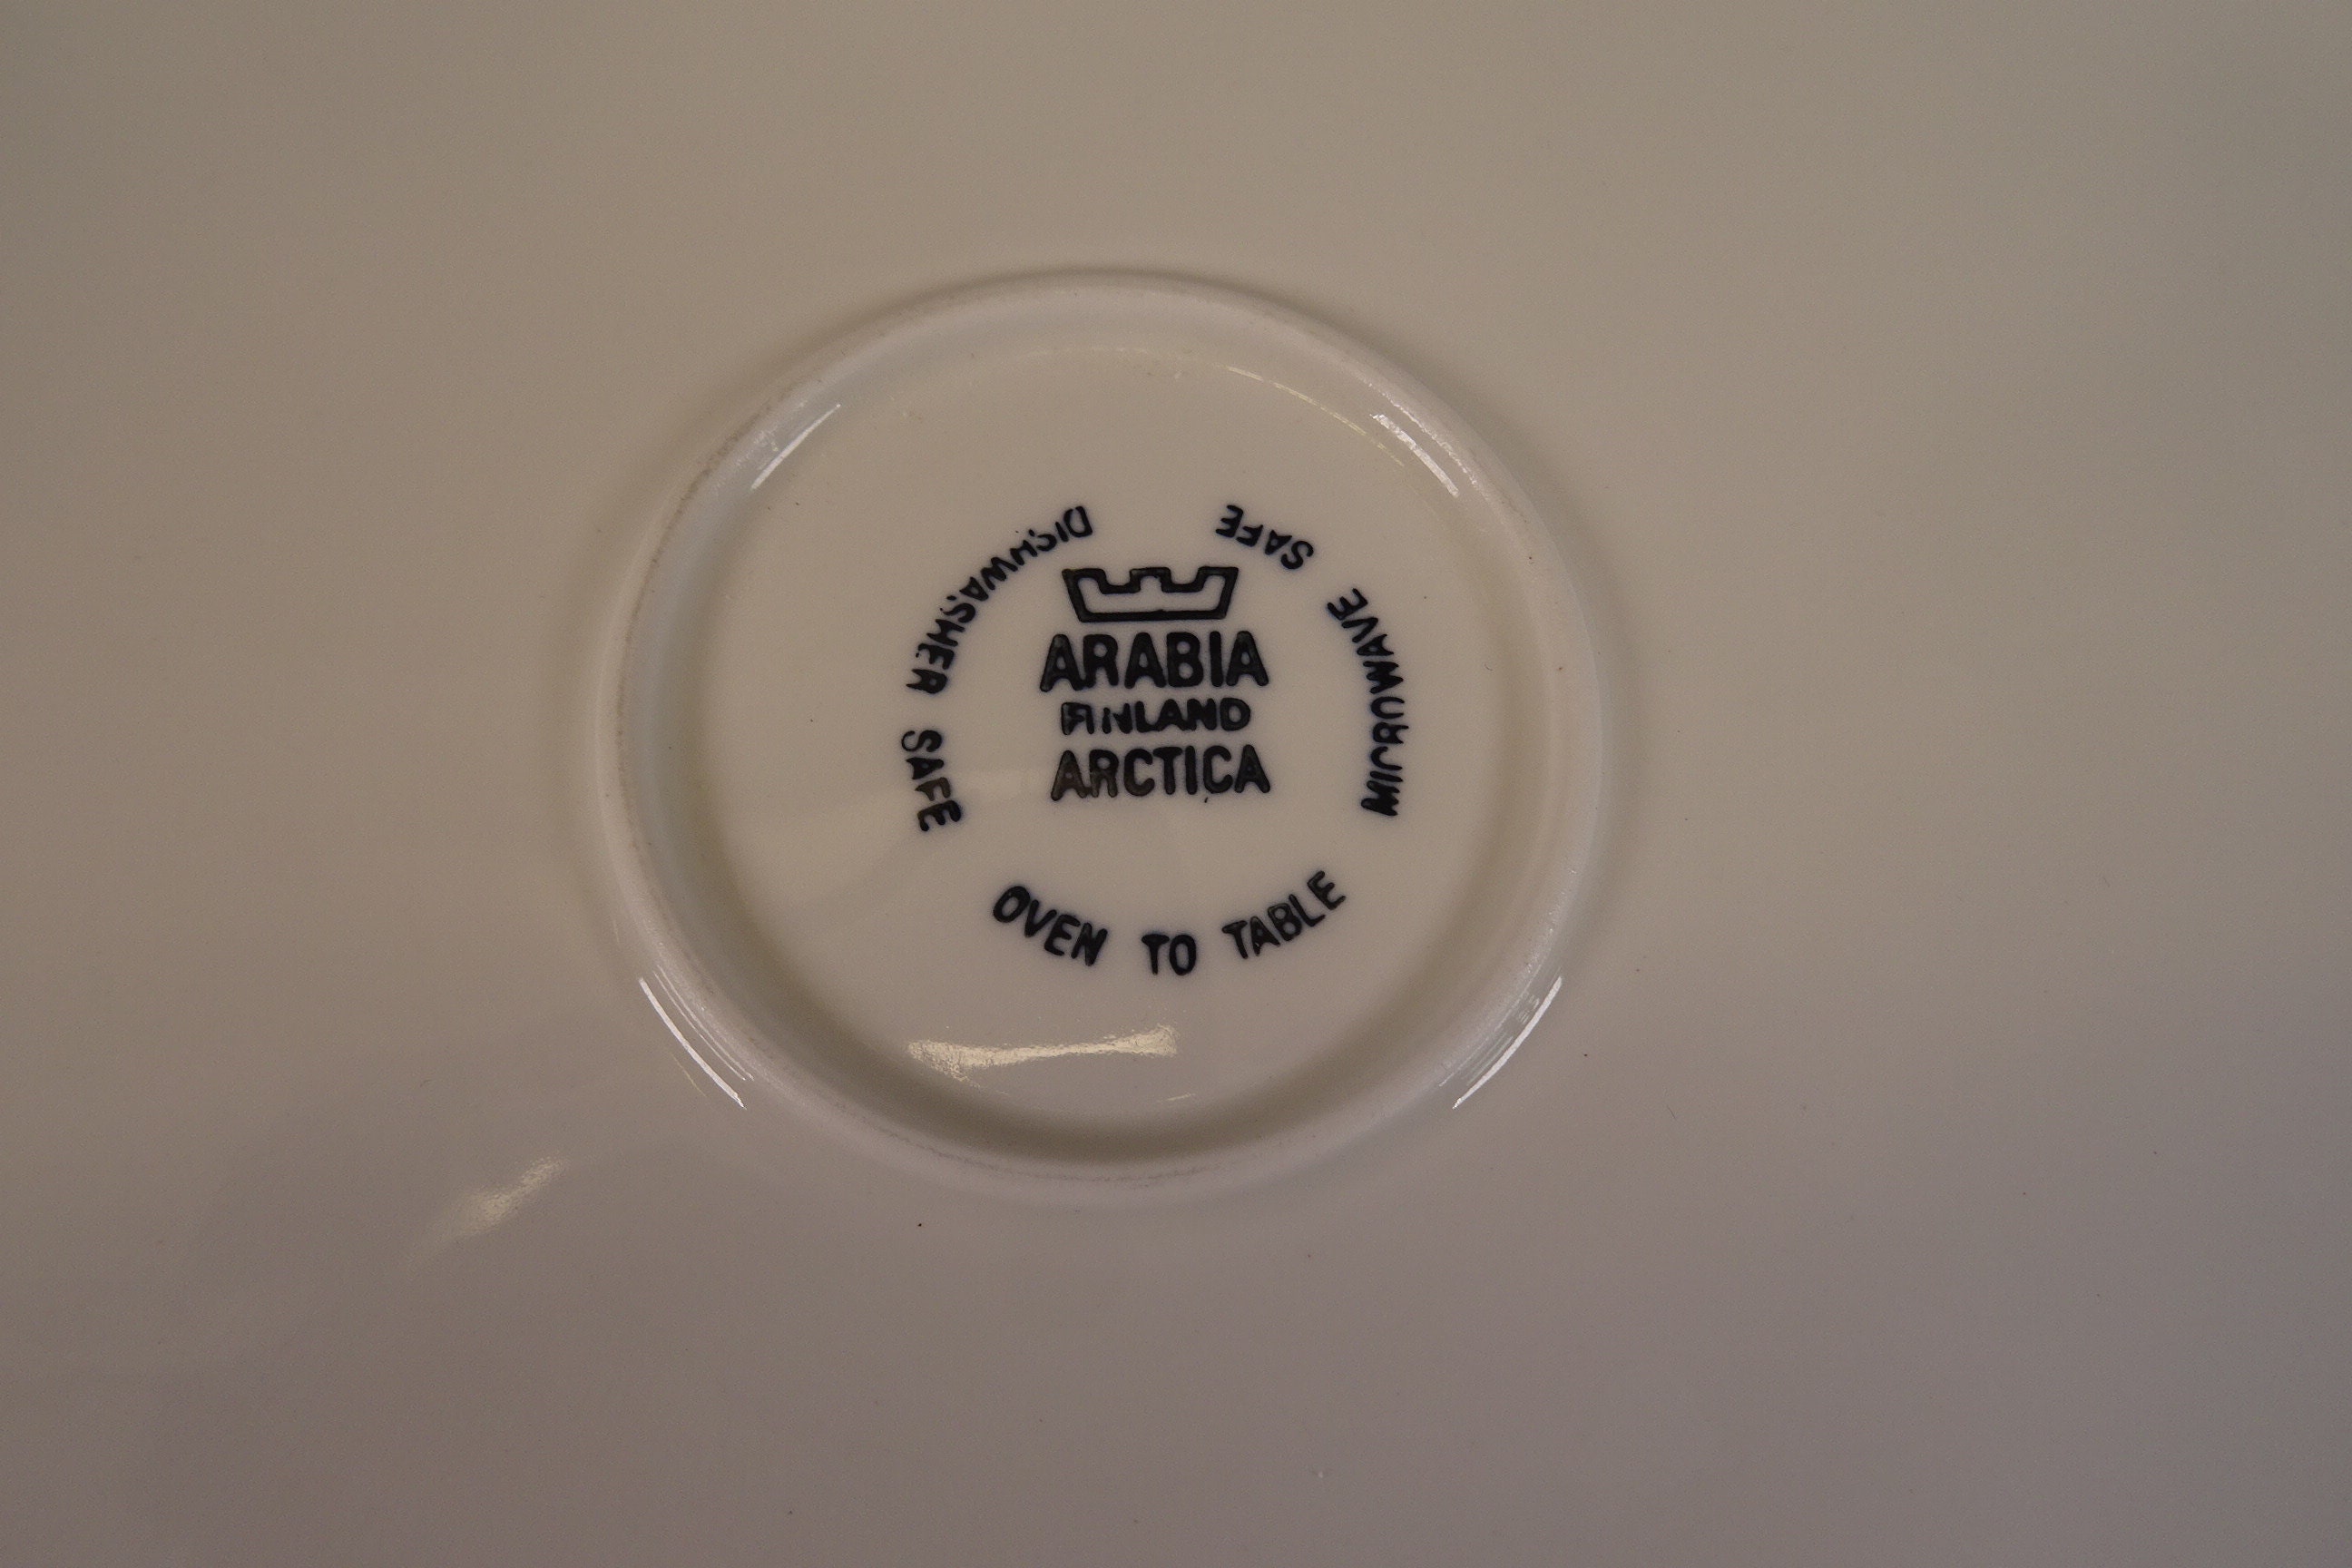 ARABIA
FINLAND
ARCTICA
DISHWASHER SAFE
OVEN TO TABLE
MICROWAVE SAFE